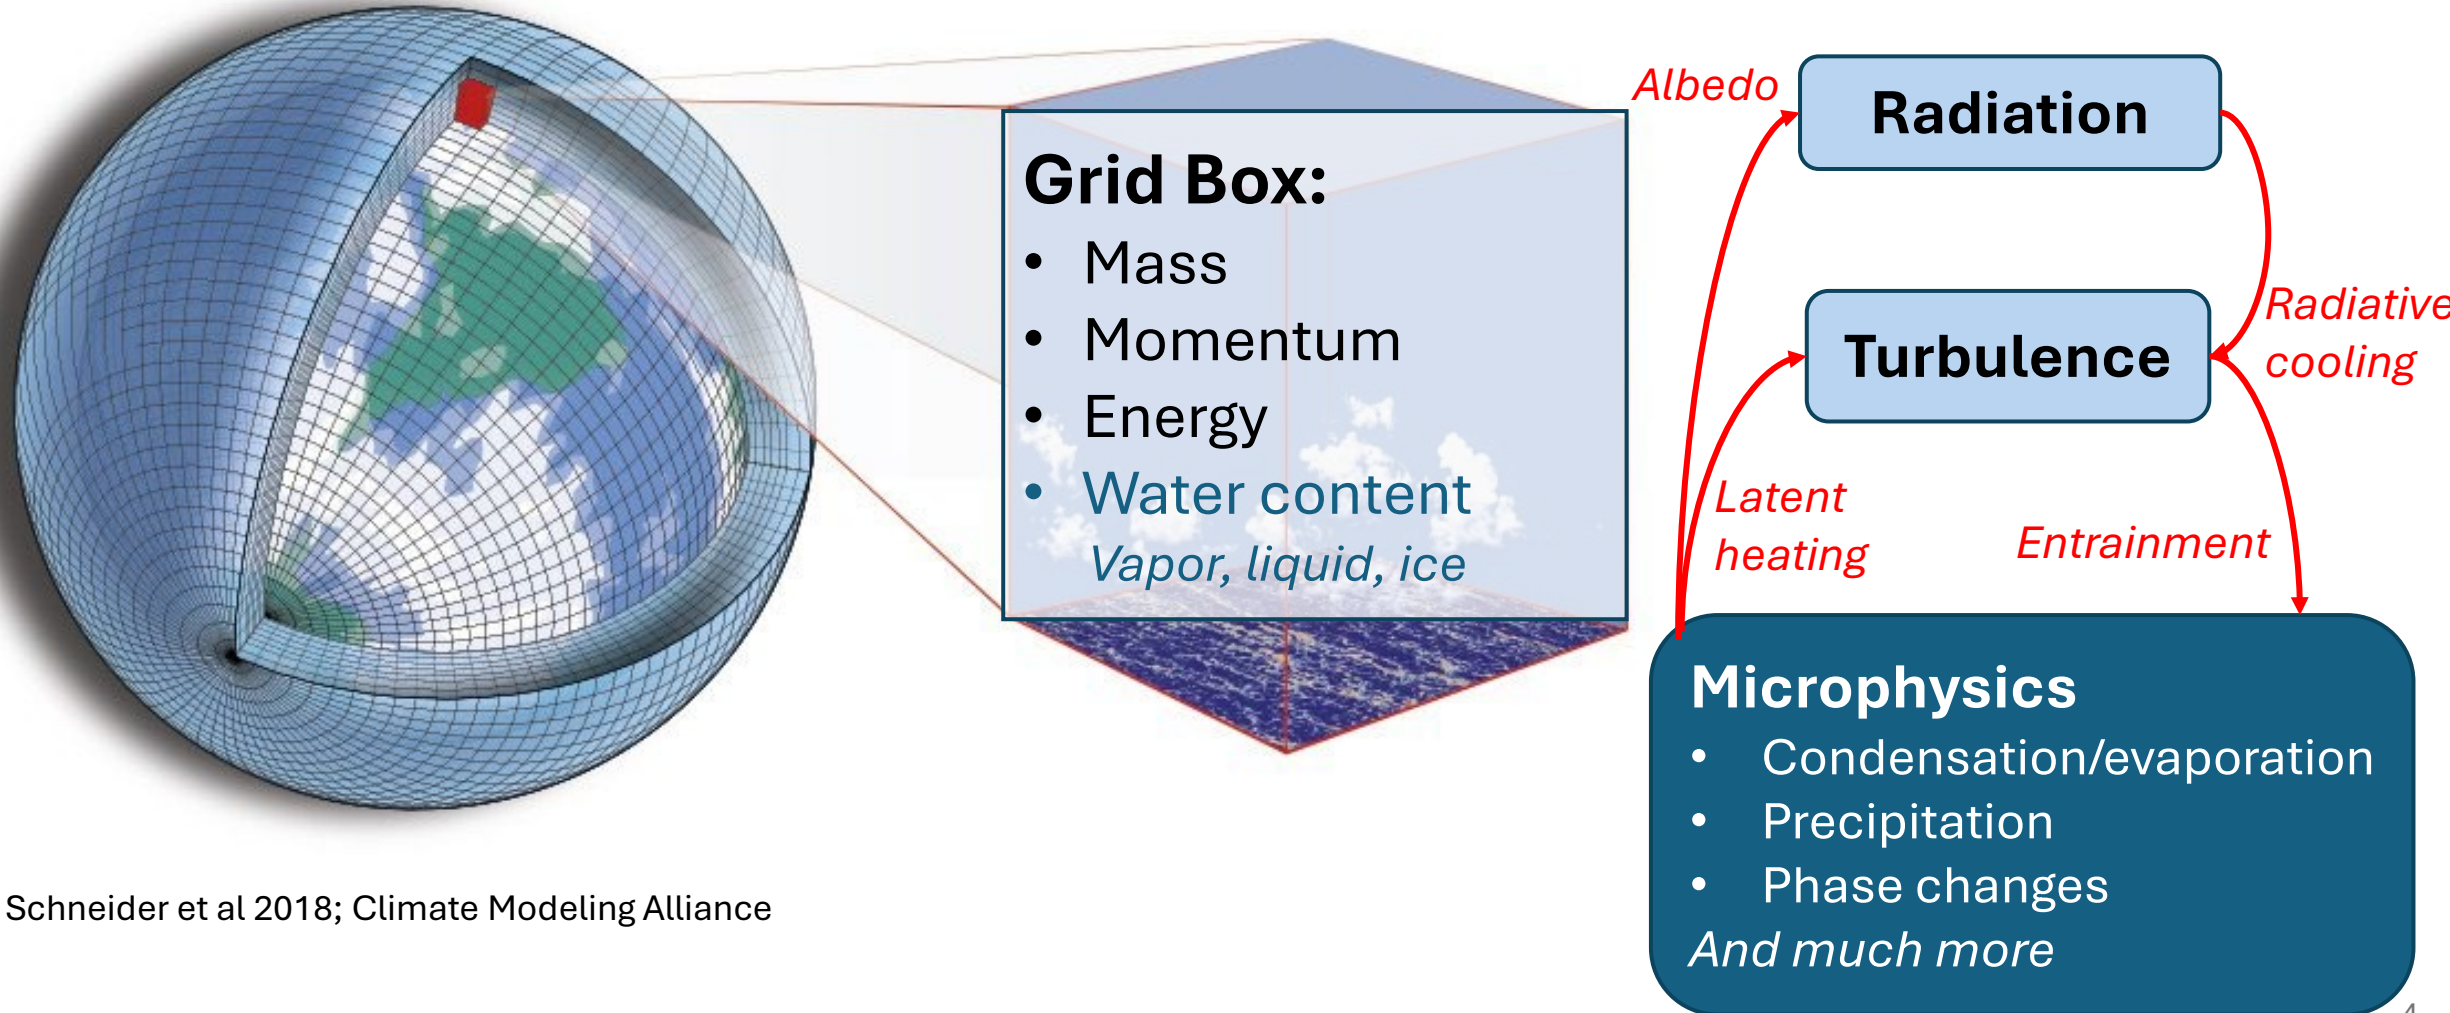 Grid Box:
• Mass
• Momentum
• Energy
• Water content
Vapor, liquid, ice
Albedo
Radiation
Radiative
cooling
Turbulence
Latent
heating
Entrainment
Microphysics
• Condensation/evaporation
• Precipitation
• Phase changes
And much more
Schneider et al 2018; Climate Modeling Alliance